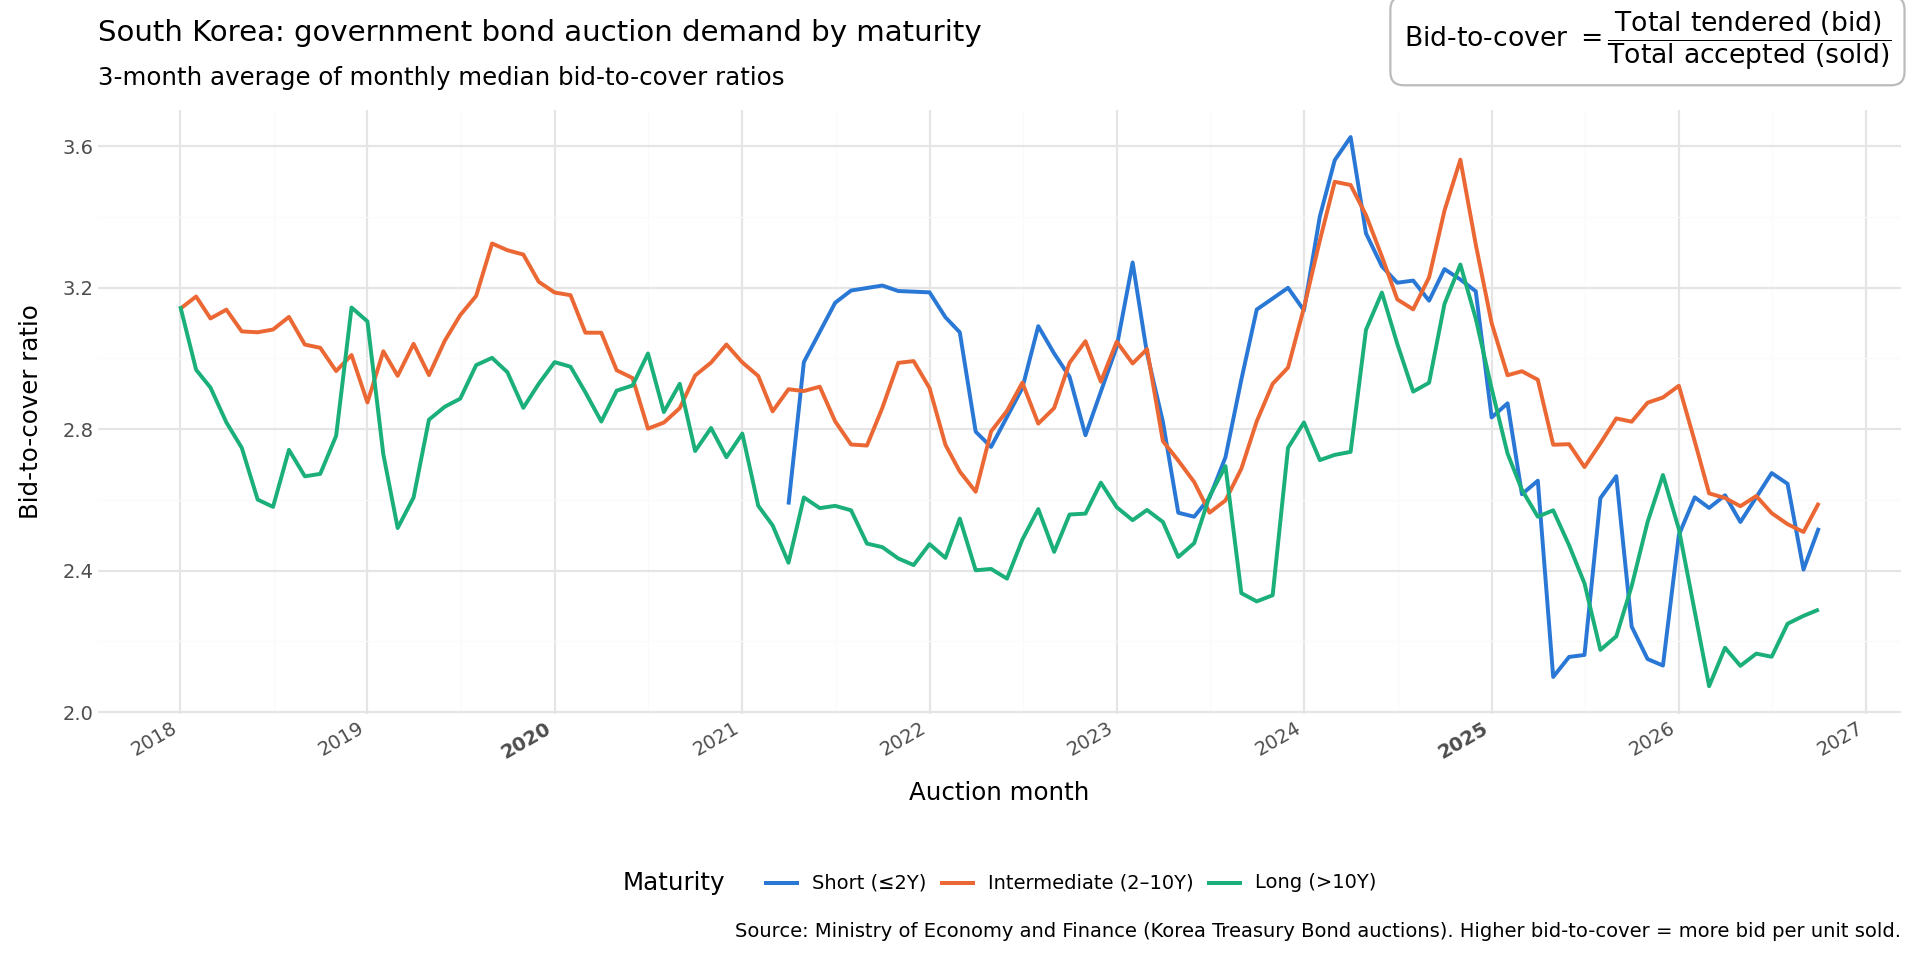 South Korea: government bond auction demand by maturity
3-month average of monthly median bid-to-cover ratios
Bid-to-cover = Total tendered (bid)
Total accepted (sold)
Bid-to-cover ratio
3.6
3.2
2.8
2.4
2.0
2018
2019
2020
2021
2022
2023
2024
2025
2026
2027
Auction month
Maturity
Short (≤2Y)
Intermediate (2–10Y)
Long (>10Y)
Source: Ministry of Economy and Finance (Korea Treasury Bond auctions). Higher bid-to-cover = more bid per unit sold.